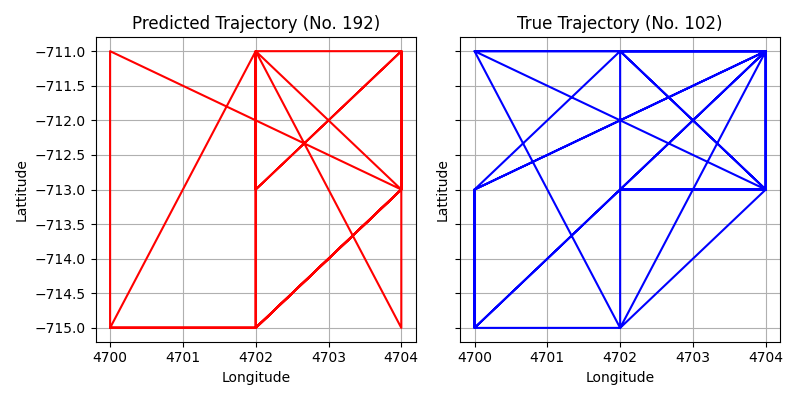 Predicted Trajectory (No. 192)
True Trajectory (No. 102)
−711.0
−711.5
−712.0
−712.5
−713.0
−713.5
−714.0
−714.5
−715.0
Lattitude
Lattitude
4700 4701 4702 4703 4704
4700 4701 4702 4703 4704
Longitude
Longitude